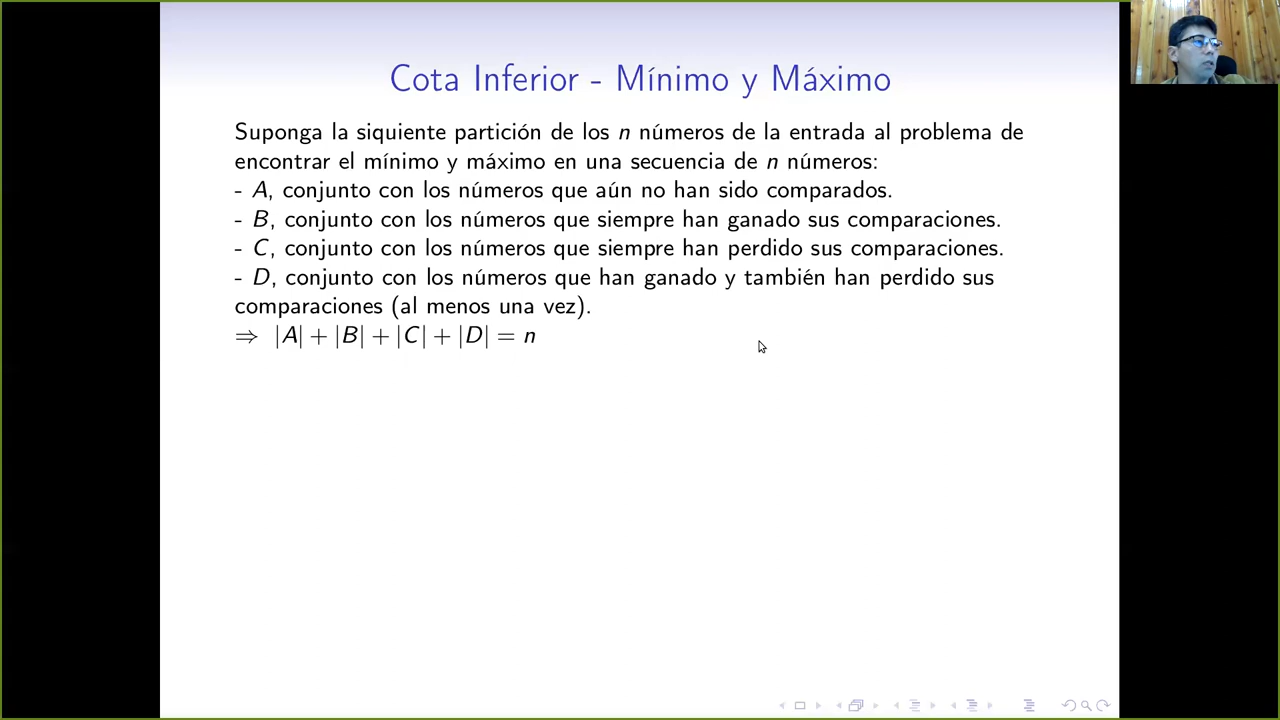 Cota Inferior - Mínimo y Máximo
Suponga la siquiente partición de los n números de la entrada al problema de
encontrar el mínimo y máximo en una secuencia de n números:
- A, conjunto con los números que aún no han sido comparados.
- B, conjunto con los números que siempre han ganado sus comparaciones.
- C, conjunto con los números que siempre han perdido sus comparaciones.
- D, conjunto con los números que han ganado y también han perdido sus
comparaciones (al menos una vez).
⇒ |A| + |B| + |C| + |D| = n